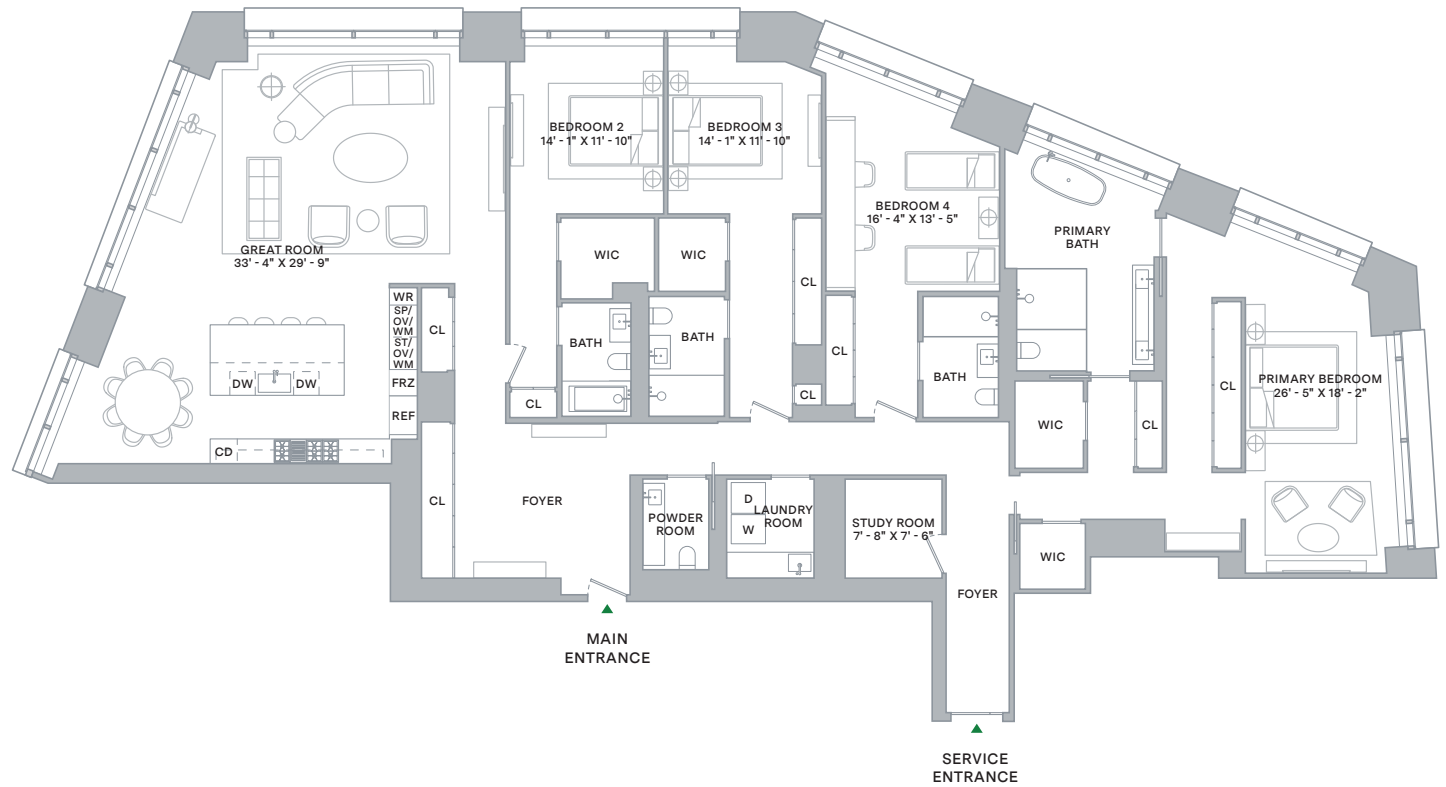 BEDROOM 2
14' - 1" X 11' - 10"
BEDROOM 3
14' - 1" X 11' - 10"
BEDROOM 4
16' - 4" X 13' - 5"
PRIMARY
BATH
GREAT ROOM
33' - 4" X 29' - 9"
WIC
WIC
CL
WR
SP/
OV/
WM
ST/
OV/
WM
FRZ
REF
CL
BATH
BATH
CL
BATH
CL
PRIMARY BEDROOM
26' - 5" X 18' - 2"
DW
DW
CL
CL
WIC
CL
CD
CL
FOYER
POWDER
ROOM
D
W
LAUNDRY
ROOM
STUDY ROOM
7' - 8" X 7' - 6"
WIC
FOYER
MAIN
ENTRANCE
SERVICE
ENTRANCE